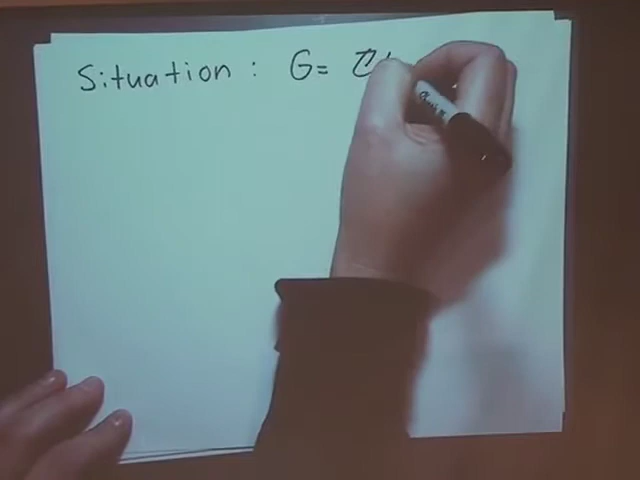 Situation : G = ℤ